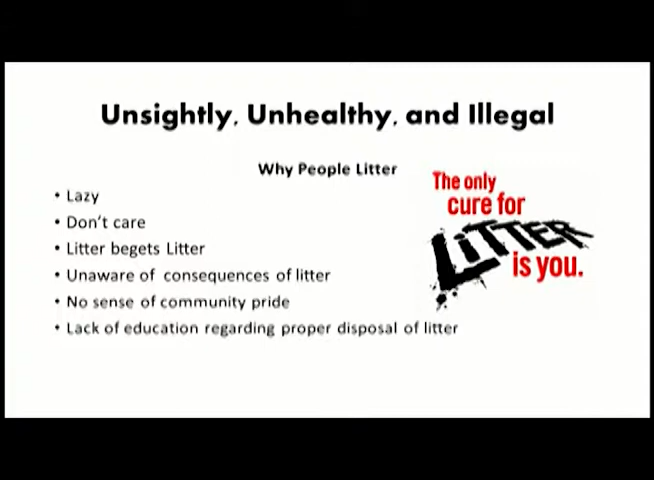 Unsightly, Unhealthy, and Illegal
Why People Litter
• Lazy
• Don't care
• Litter begets Litter
• Unaware of consequences of litter
• No sense of community pride
• Lack of education regarding proper disposal of litter
The only
cure for
LiTTER
is you.